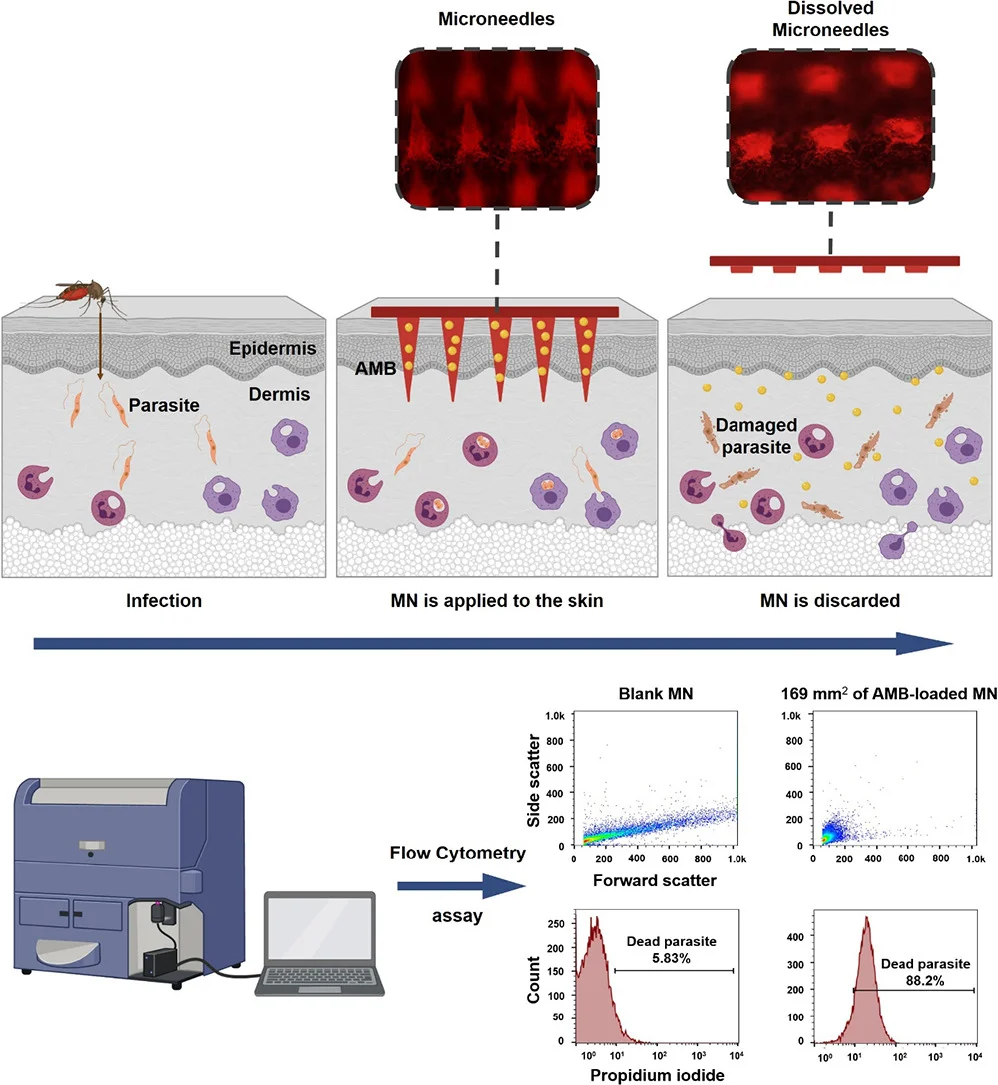 Microneedles
Dissolved
Microneedles
Epidermis
Dermis
Parasite
AMB
Damaged
parasite
Infection
MN is applied to the skin
MN is discarded
Flow Cytometry
assay
Blank MN
169 mm² of AMB-loaded MN
Side scatter
1.0k
800
600
400
200
0
0 200 400 600 800 1.0k
1.0k
800
600
400
200
0
0 200 400 600 800 1.0k
Forward scatter
Count
250
200
150
100
50
0
Dead parasite
5.83%
10⁰ 10¹ 10² 10³ 10⁴
400
300
200
100
0
Dead parasite
88.2%
10⁰ 10¹ 10² 10³ 10⁴
Propidium iodide